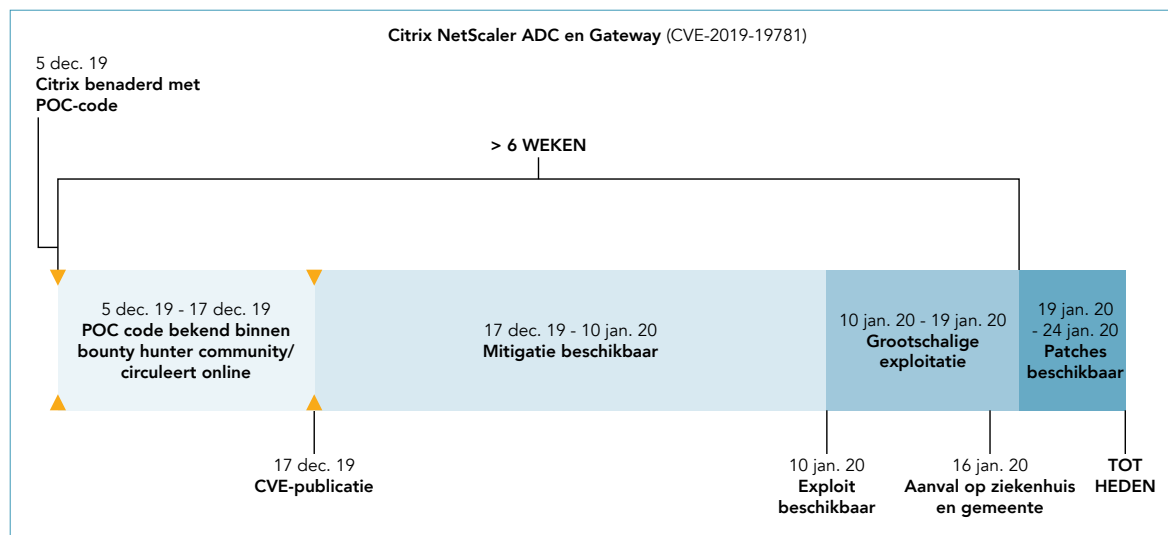 Citrix NetScaler ADC en Gateway (CVE-2019-19781)
5 dec. 19
Citrix benaderd met
POC-code
> 6 WEKEN
5 dec. 19 - 17 dec. 19
POC code bekend binnen
bounty hunter community/
circuleert online
17 dec. 19 - 10 jan. 20
Mitigatie beschikbaar
10 jan. 20 - 19 jan. 20
Grootschalige
exploitatie
19 jan. 20
- 24 jan. 20
Patches
beschikbaar
17 dec. 19
CVE-publicatie
10 jan. 20
Exploit
beschikbaar
16 jan. 20
Aanval op ziekenhuis
en gemeente
TOT
HEDEN